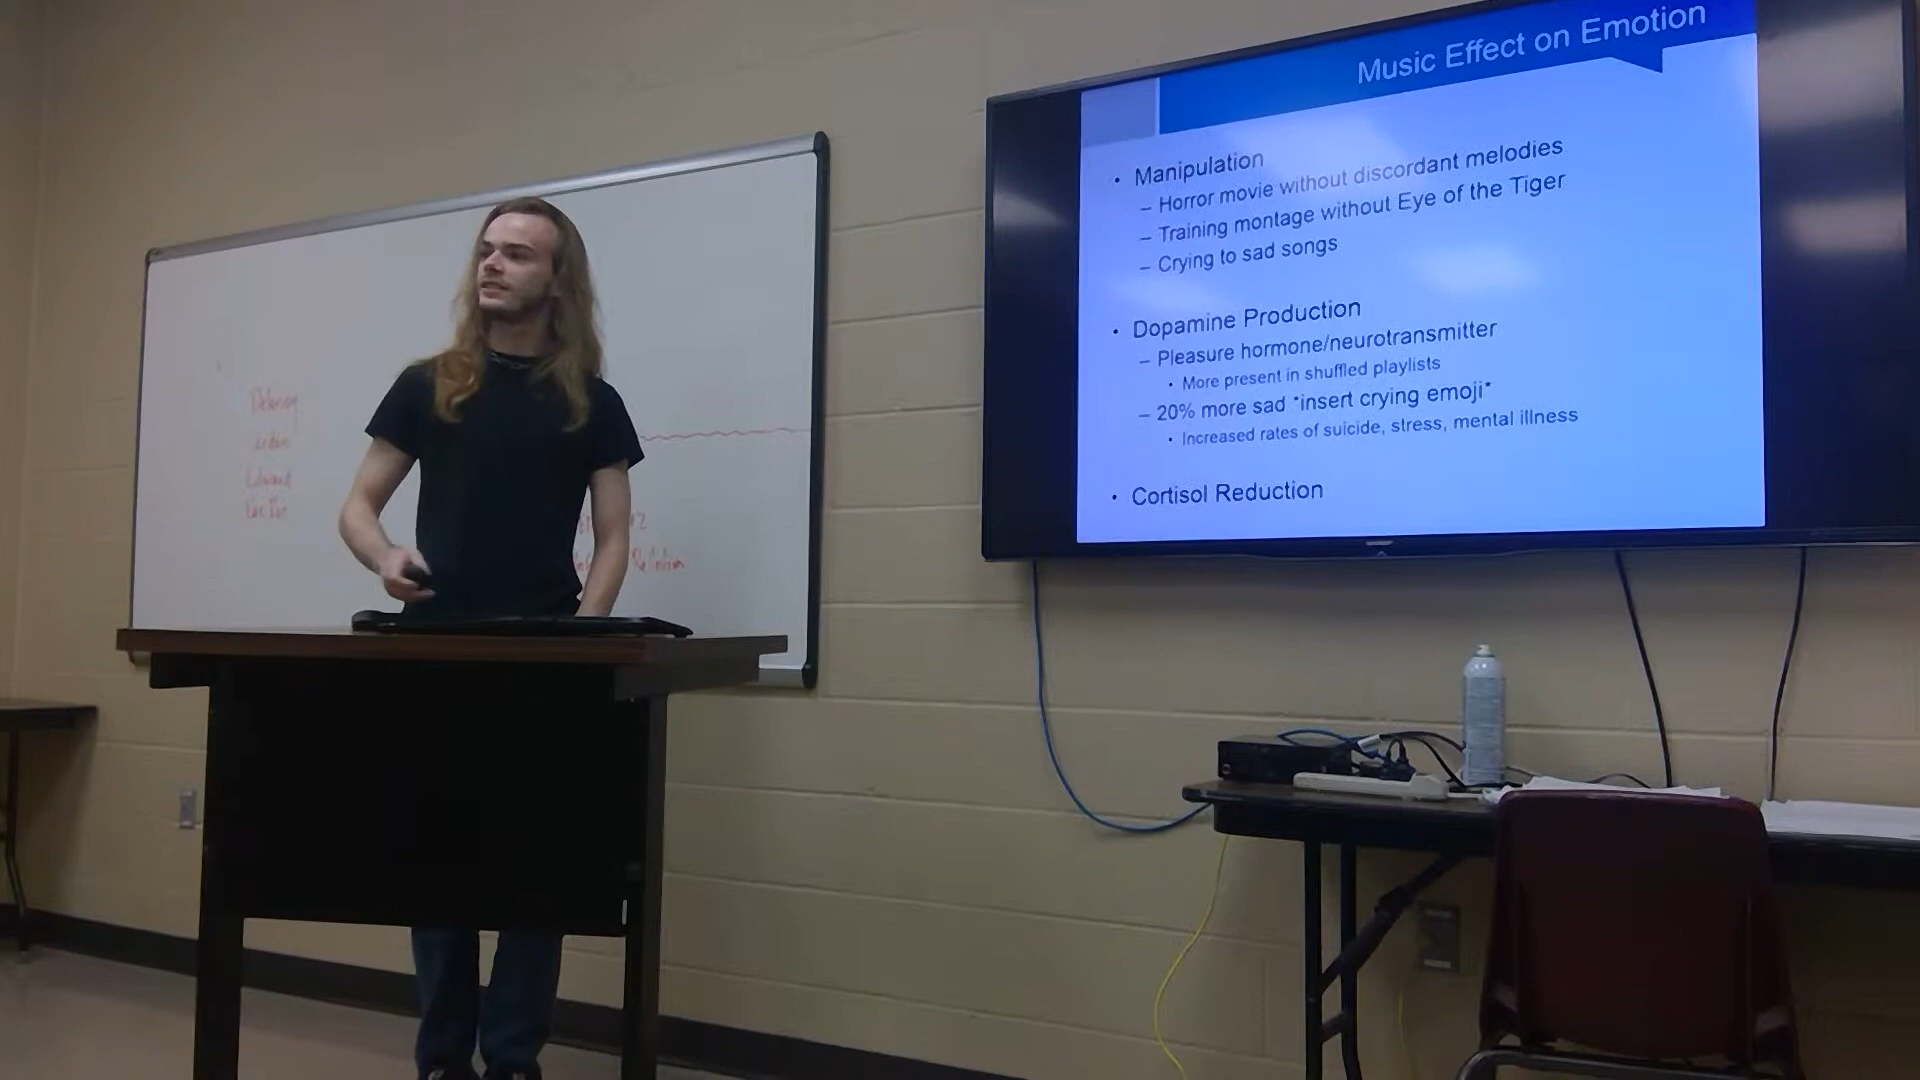 Music Effect on Emotion
• Manipulation
– Horror movie without discordant melodies
– Training montage without Eye of the Tiger
– Crying to sad songs
• Dopamine Production
– Pleasure hormone/neurotransmitter
• More present in shuffled playlists
– 20% more sad *insert crying emoji*
• Increased rates of suicide, stress, mental illness
• Cortisol Reduction
Delaney
Edward